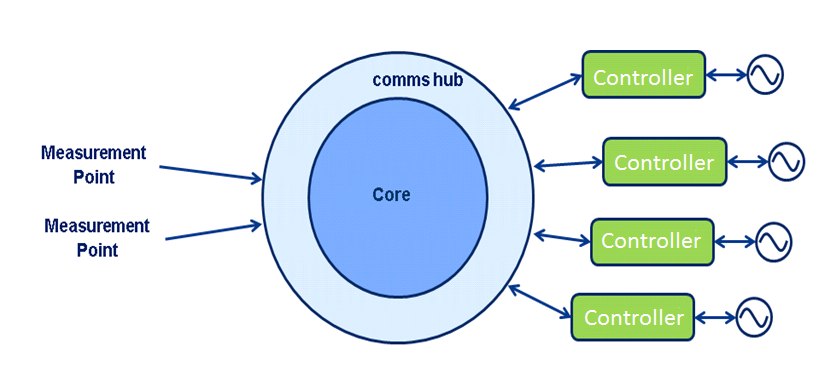 comms hub
Controller
Measurement
Point
Core
Controller
Measurement
Point
Controller
Controller